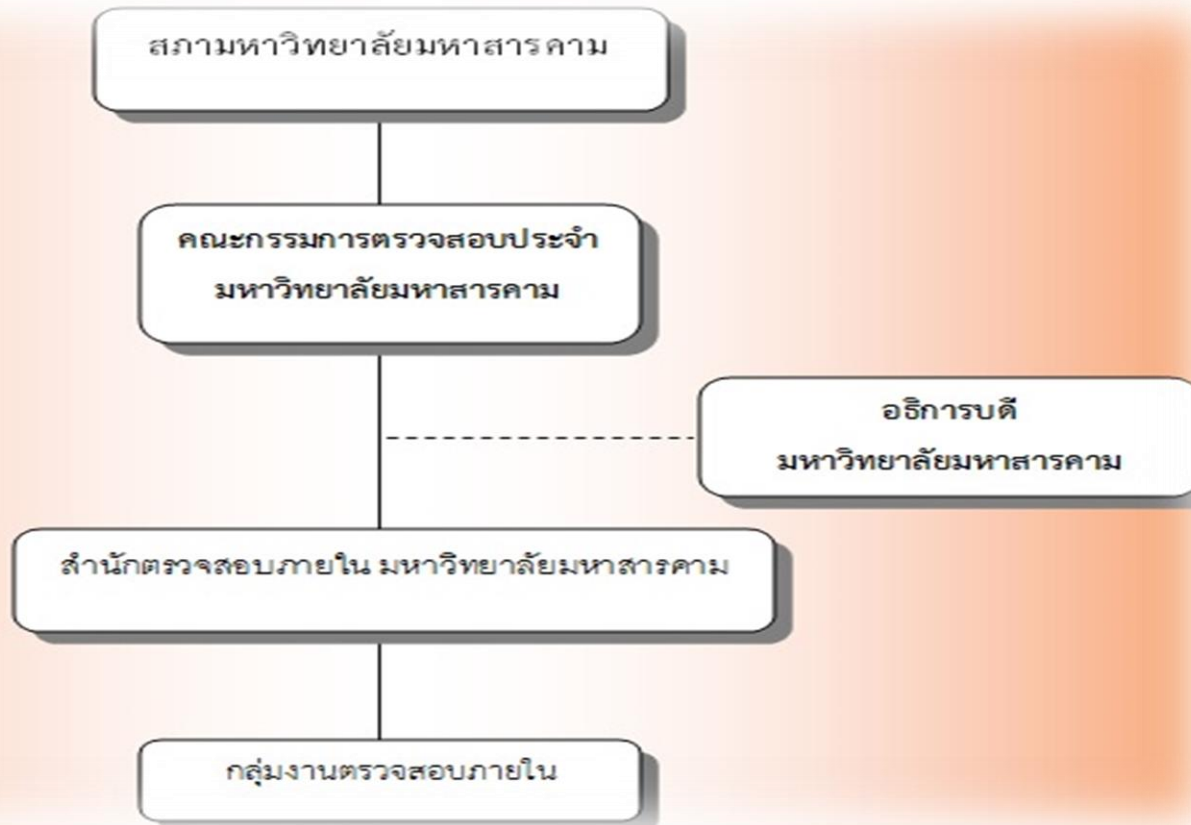 สภามหาวิทยาลัยมหาสารคาม
คณะกรรมการตรวจสอบประจำ
มหาวิทยาลัยมหาสารคาม
อธิการบดี
มหาวิทยาลัยมหาสารคาม
สำนักตรวจสอบภายใน มหาวิทยาลัยมหาสารคาม
กลุ่มงานตรวจสอบภายใน